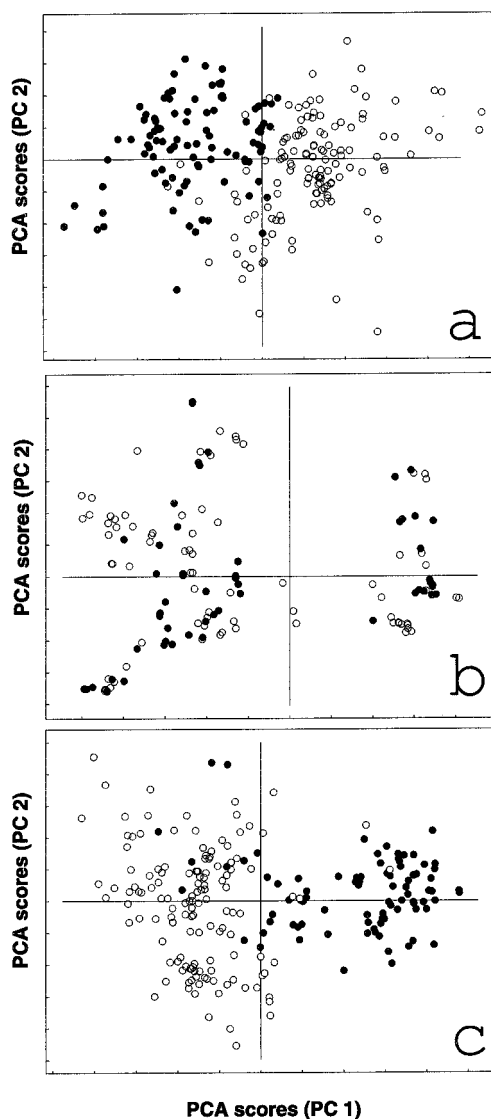 PCA scores (PC 2)
a
PCA scores (PC 2)
b
PCA scores (PC 2)
c
PCA scores (PC 1)